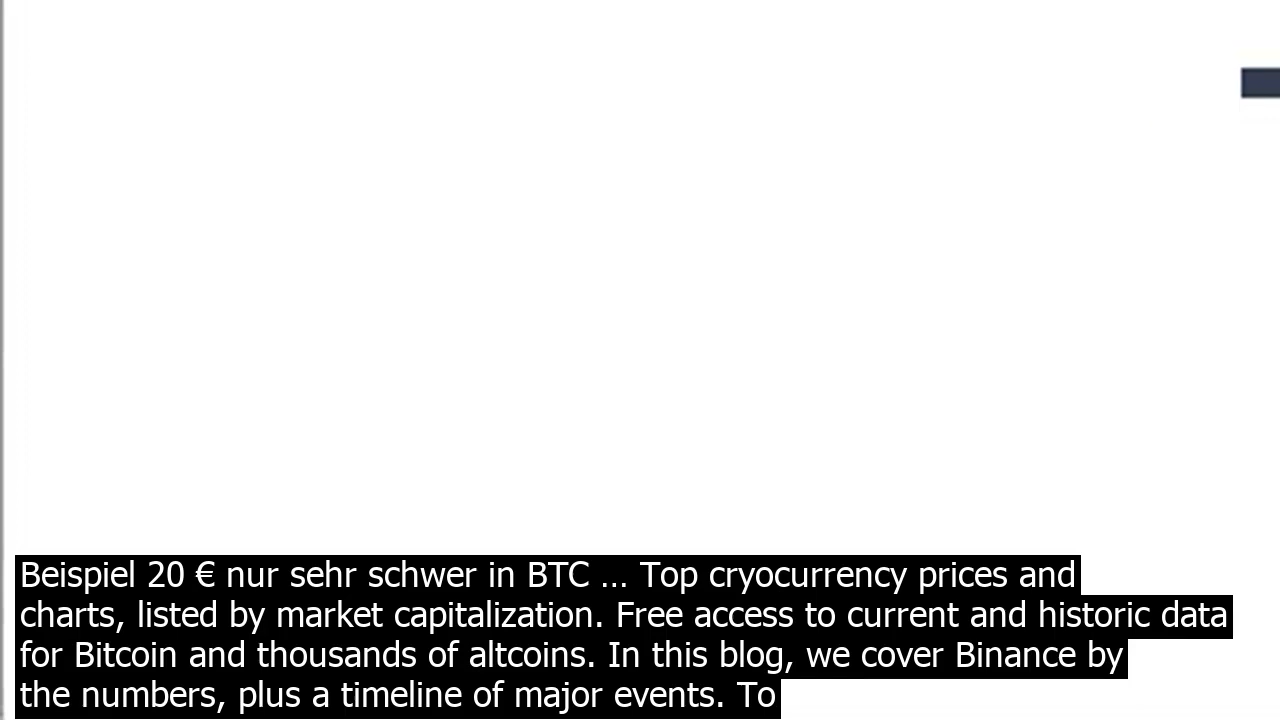 Beispiel 20 € nur sehr schwer in BTC ... Top cryocurrency prices and
charts, listed by market capitalization. Free access to current and historic data
for Bitcoin and thousands of altcoins. In this blog, we cover Binance by
the numbers, plus a timeline of major events. To